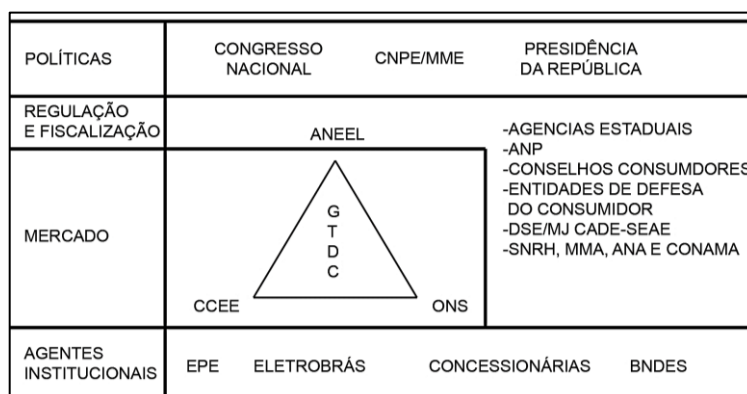 POLÍTICAS
CONGRESSO
NACIONAL
CNPE/MME
PRESIDÊNCIA
DA REPÚBLICA
REGULAÇÃO
E FISCALIZAÇÃO
ANEEL
-AGENCIAS ESTADUAIS
-ANP
-CONSELHOS CONSUMDORES
-ENTIDADES DE DEFESA
DO CONSUMIDOR
-DSE/MJ CADE-SEAE
-SNRH, MMA, ANA E CONAMA
MERCADO
G
T
D
C
CCEE
ONS
AGENTES
INSTITUCIONAIS
EPE
ELETROBRÁS
CONCESSIONÁRIAS
BNDES